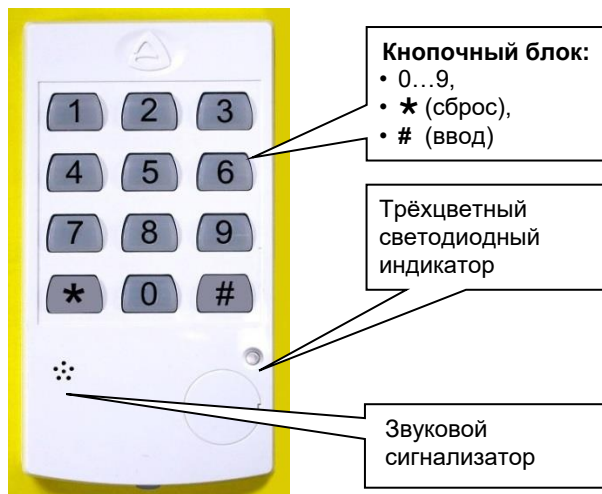 Кнопочный блок:
• 0…9,
• * (сброс),
• # (ввод)
1 2 3
4 5 6
7 8 9
* 0 #
Трёхцветный
светодиодный
индикатор
Звуковой
сигнализатор